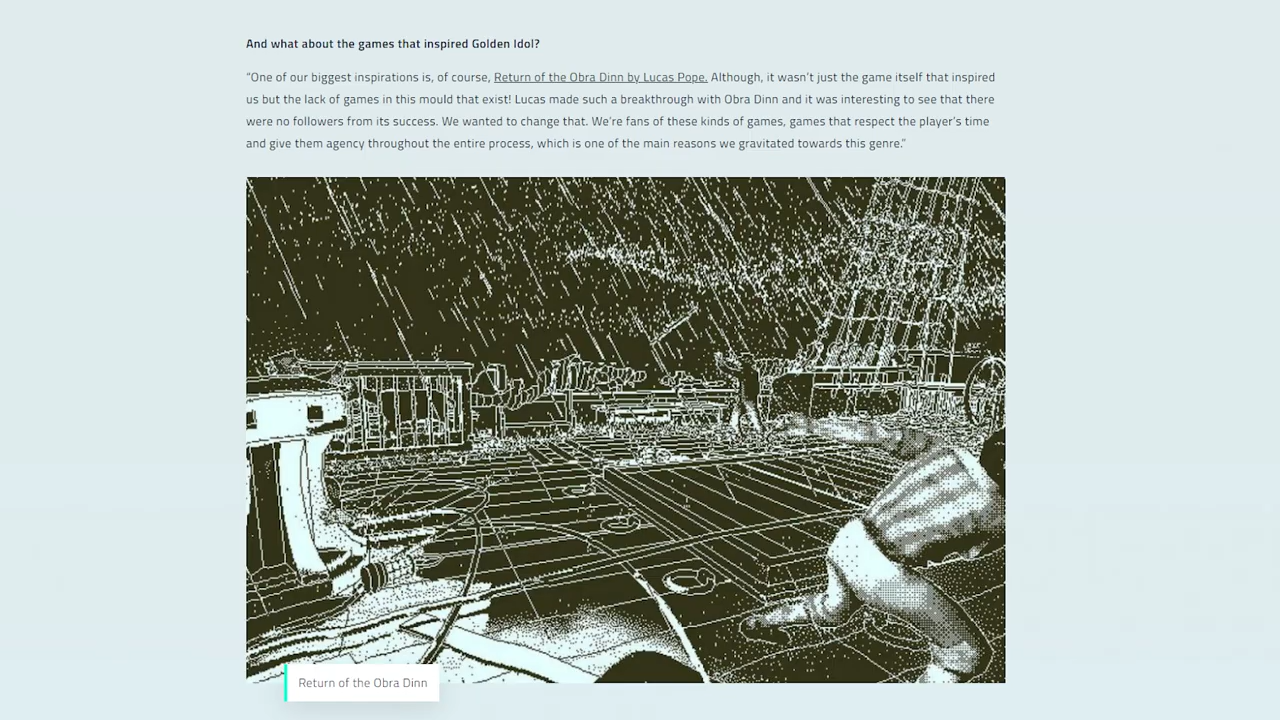 And what about the games that inspired Golden Idol?
“One of our biggest inspirations is, of course, Return of the Obra Dinn by Lucas Pope. Although, it wasn’t just the game itself that inspired
us but the lack of games in this mould that exist! Lucas made such a breakthrough with Obra Dinn and it was interesting to see that there
were no followers from its success. We wanted to change that. We’re fans of these kinds of games, games that respect the player’s time
and give them agency throughout the entire process, which is one of the main reasons we gravitated towards this genre.”
Return of the Obra Dinn